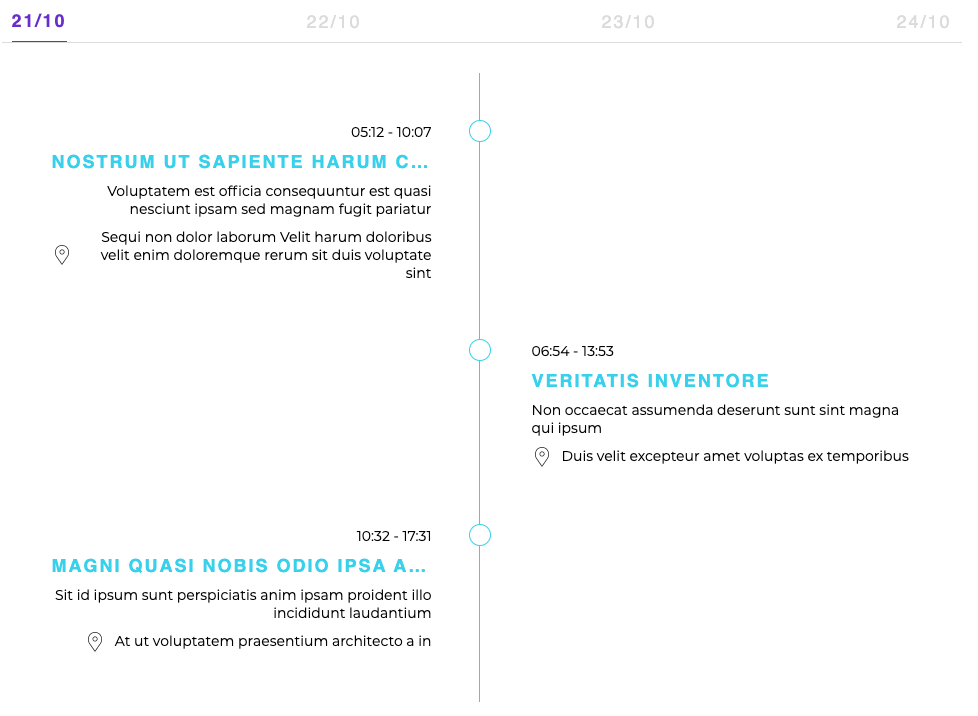 21/10
22/10
23/10
24/10
05:12 - 10:07
NOSTRUM UT SAPIENTE HARUM C...
Voluptatem est officia consequuntur est quasi
nesciunt ipsam sed magnam fugit pariatur
Sequi non dolor laborum Velit harum doloribus
velit enim doloremque rerum sit duis voluptate
sint
06:54 - 13:53
VERITATIS INVENTORE
Non occaecat assumenda deserunt sunt sint magna
qui ipsum
Duis velit excepteur amet voluptas ex temporibus
10:32 - 17:31
MAGNI QUASI NOBIS ODIO IPSA A...
Sit id ipsum sunt perspiciatis anim ipsam proident illo
incididunt laudantium
At ut voluptatem praesentium architecto a in